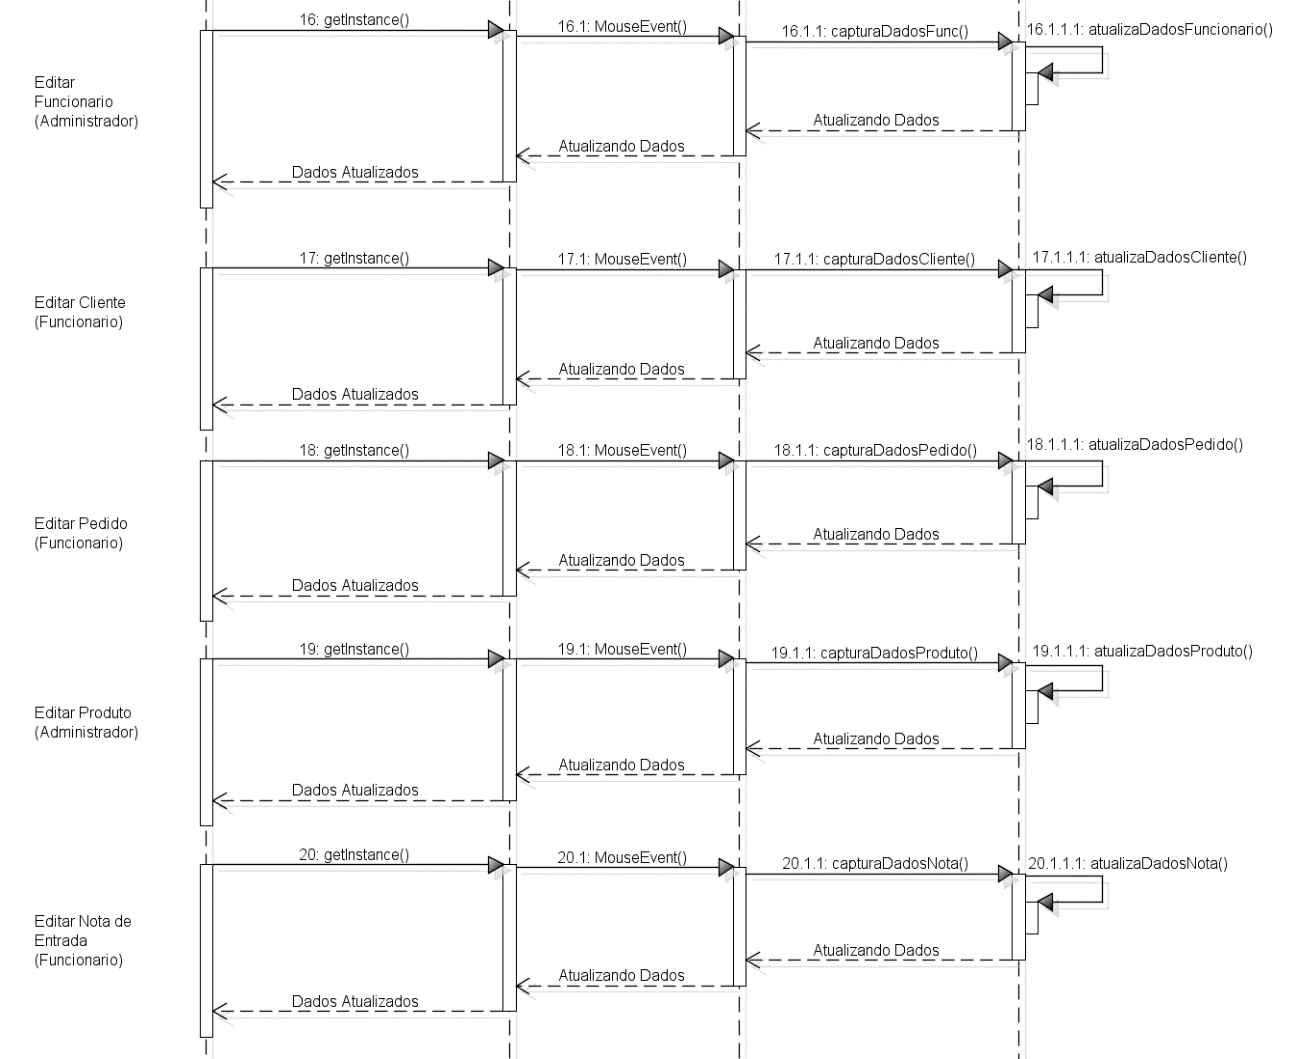 16: getInstance()
16.1: MouseEvent()
16.1.1: capturaDadosFunc()
16.1.1.1: atualizaDadosFuncionario()
Editar
Funcionario
(Administrador)
Atualizando Dados
Atualizando Dados
Dados Atualizados
17: getInstance()
17.1: MouseEvent()
17.1.1: capturaDadosCliente()
17.1.1.1: atualizaDadosCliente()
Editar Cliente
(Funcionario)
Atualizando Dados
Atualizando Dados
Dados Atualizados
18: getInstance()
18.1: MouseEvent()
18.1.1: capturaDadosPedido()
18.1.1.1: atualizaDadosPedido()
Editar Pedido
(Funcionario)
Atualizando Dados
Atualizando Dados
Dados Atualizados
19: getInstance()
19.1: MouseEvent()
19.1.1: capturaDadosProduto()
19.1.1.1: atualizaDadosProduto()
Editar Produto
(Administrador)
Atualizando Dados
Atualizando Dados
Dados Atualizados
20: getInstance()
20.1: MouseEvent()
20.1.1: capturaDadosNota()
20.1.1.1: atualizaDadosNota()
Editar Nota de
Entrada
(Funcionario)
Atualizando Dados
Atualizando Dados
Dados Atualizados